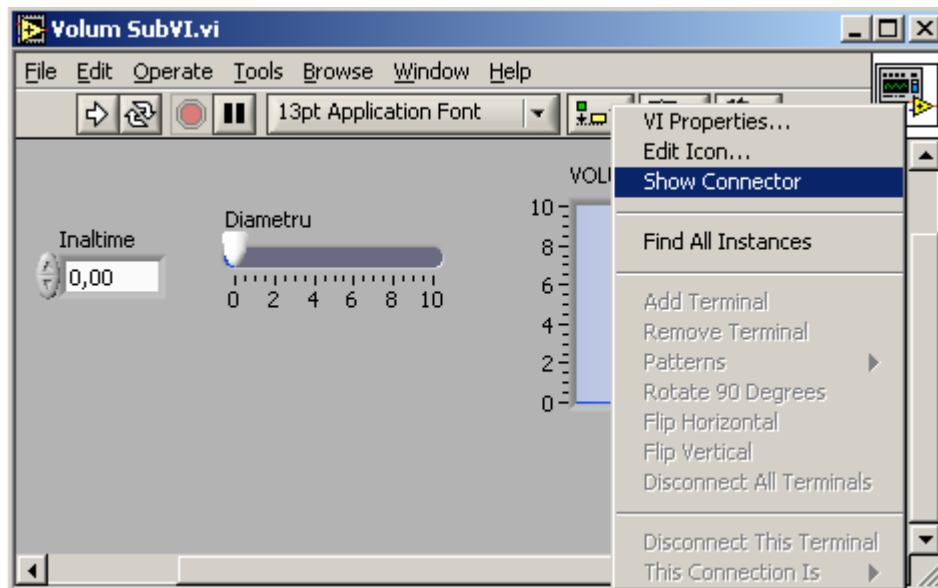 Volum SubVI.vi
File Edit Operate Tools Browse Window Help
13pt Application Font
VI Properties...
Edit Icon...
Show Connector
Find All Instances
Add Terminal
Remove Terminal
Patterns
Rotate 90 Degrees
Flip Horizontal
Flip Vertical
Disconnect All Terminals
Disconnect This Terminal
This Connection Is
Inaltime
0,00
Diametru
0 2 4 6 8 10
VOLU
10
8
6
4
2
0